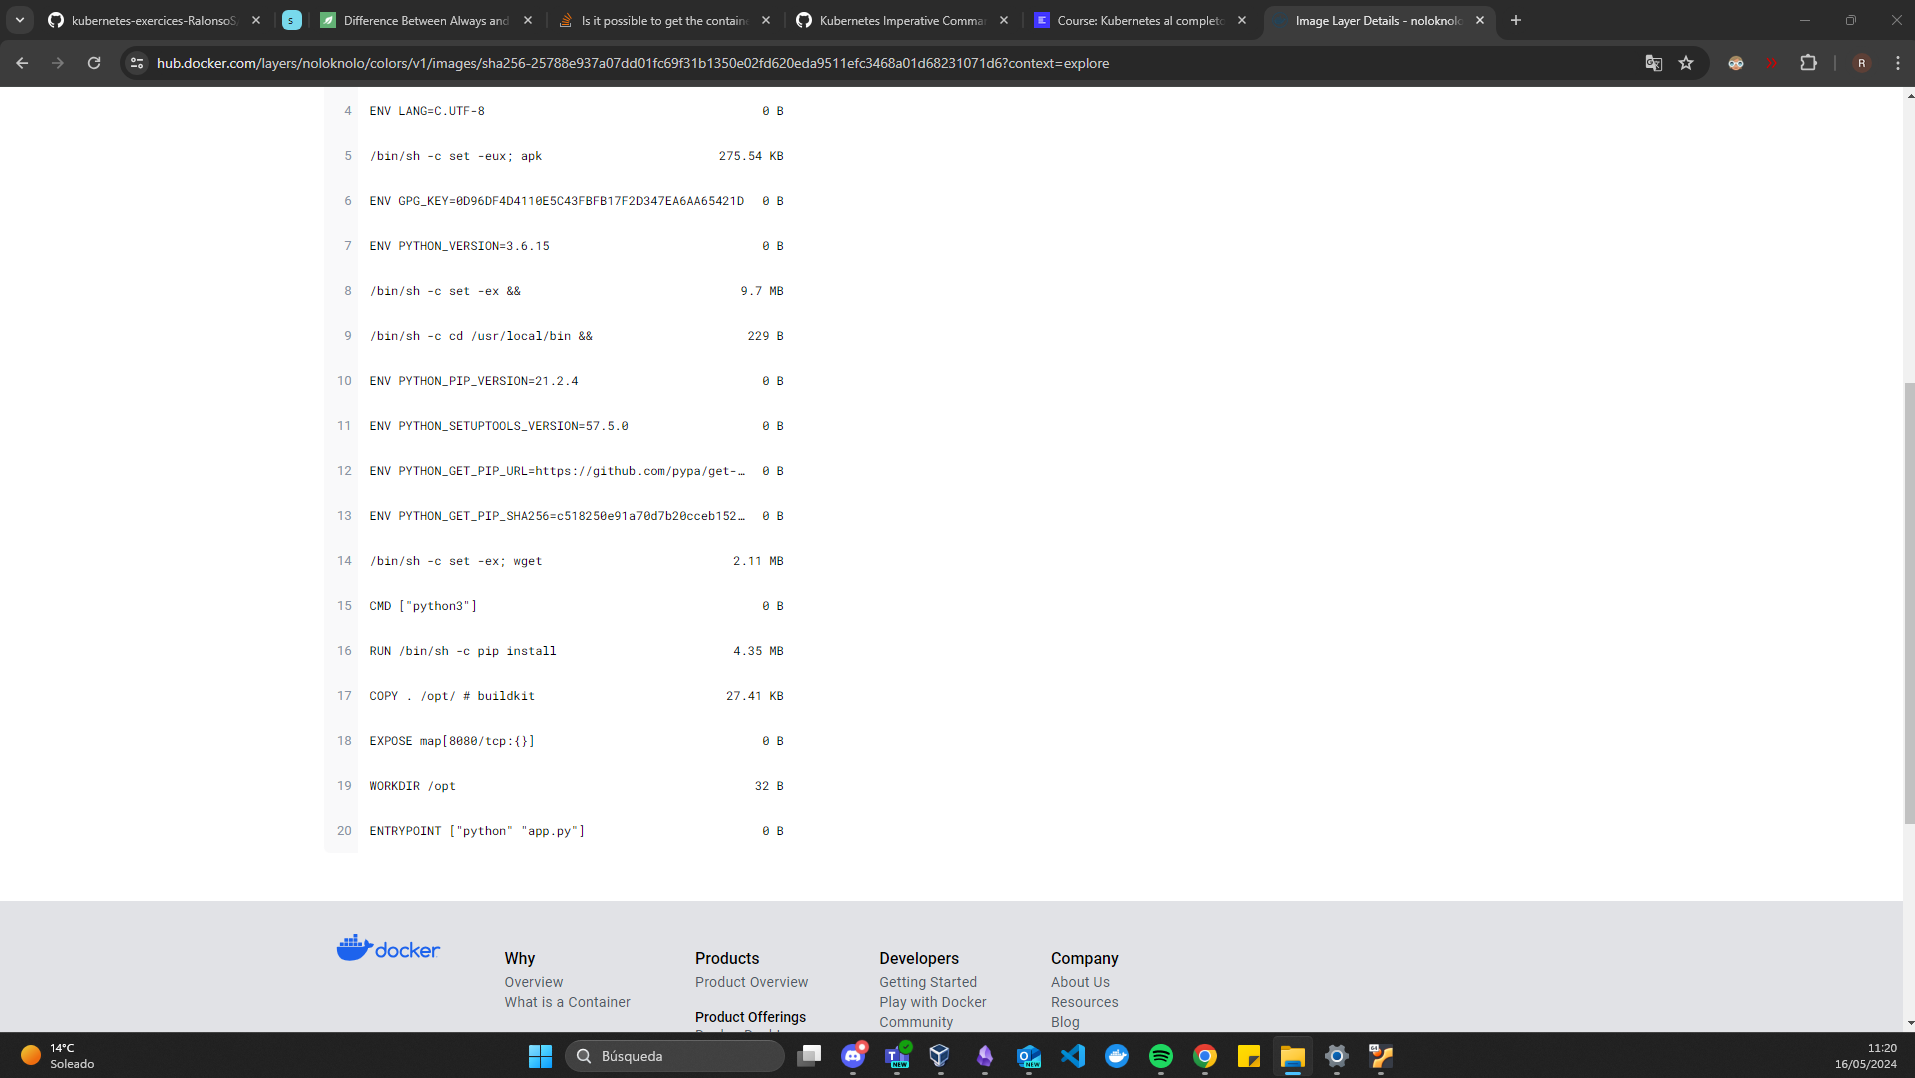 kubernetes-exercices-RalonsoS
s
Difference Between Always and
Is it possible to get the containe
Kubernetes Imperative Comma
Course: Kubernetes al completo
Image Layer Details - noloknolo
hub.docker.com/layers/noloknolo/colors/v1/images/sha256-25788e937a07dd01fc69f31b1350e02fd620eda9511efc3468a01d68231071d6?context=explore
R
4 ENV LANG=C.UTF-8 0 B
5 /bin/sh -c set -eux; apk 275.54 KB
6 ENV GPG_KEY=0D96DF4D4110E5C43FBFB17F2D347EA6AA65421D 0 B
7 ENV PYTHON_VERSION=3.6.15 0 B
8 /bin/sh -c set -ex && 9.7 MB
9 /bin/sh -c cd /usr/local/bin && 229 B
10 ENV PYTHON_PIP_VERSION=21.2.4 0 B
11 ENV PYTHON_SETUPTOOLS_VERSION=57.5.0 0 B
12 ENV PYTHON_GET_PIP_URL=https://github.com/pypa/get-… 0 B
13 ENV PYTHON_GET_PIP_SHA256=c518250e91a70d7b20cceb152… 0 B
14 /bin/sh -c set -ex; wget 2.11 MB
15 CMD ["python3"] 0 B
16 RUN /bin/sh -c pip install 4.35 MB
17 COPY . /opt/ # buildkit 27.41 KB
18 EXPOSE map[8080/tcp:{}] 0 B
19 WORKDIR /opt 32 B
20 ENTRYPOINT ["python" "app.py"] 0 B
docker
Why
Overview
What is a Container
Products
Product Overview
Product Offerings
Developers
Getting Started
Play with Docker
Community
Company
About Us
Resources
Blog
14°C
Soleado
Búsqueda
NEW
NEW
11:20
16/05/2024